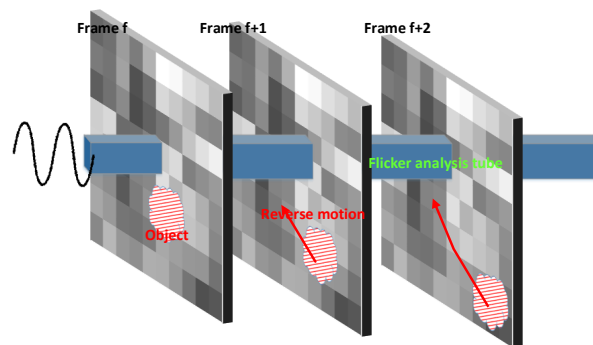 Frame f
Frame f+1
Frame f+2
Flicker analysis tube
Reverse motion
Object